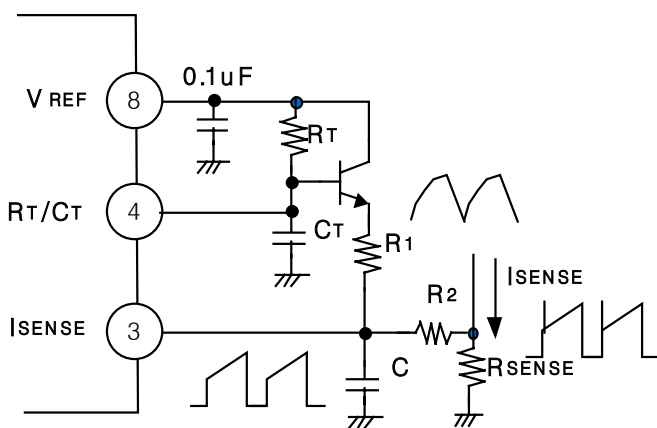 0.1uF
VREF
8
RT
RT/CT
4
CT
R1
ISENSE
R2
ISENSE
3
C
RSENSE